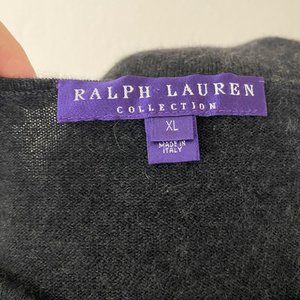 RALPH LAUREN
COLLECTION
XL
MADE IN
ITALY